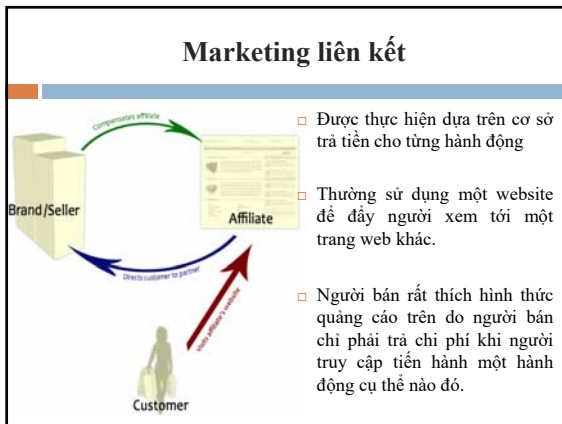 Marketing liên kết
Compensates affiliate
Brand/Seller
Affiliate
Directs customer to partner
Visits affiliate's website
Customer
Được thực hiện dựa trên cơ sở
trả tiền cho từng hành động
Thường sử dụng một website
để đẩy người xem tới một
trang web khác.
Người bán rất thích hình thức
quảng cáo trên do người bán
chỉ phải trả chi phí khi người
truy cập tiến hành một hành
động cụ thể nào đó.